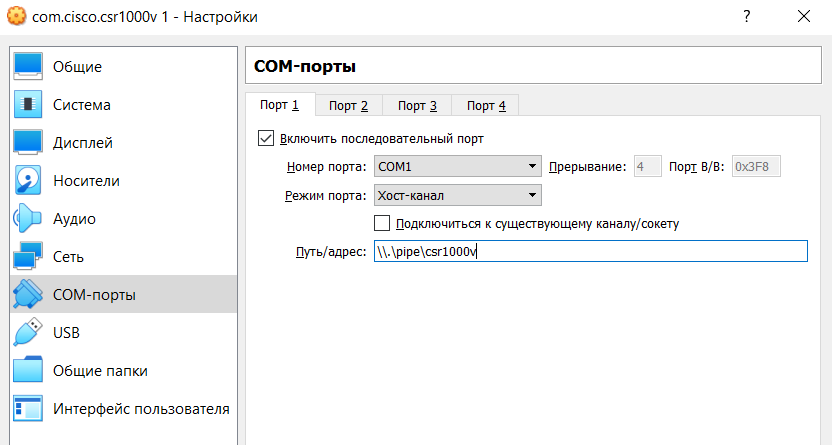 com.cisco.csr1000v 1 - Настройки ?
Общие
Система
Дисплей
Носители
Аудио
Сеть
COM-порты
USB
Общие папки
Интерфейс пользователя
COM-порты
Порт 1 Порт 2 Порт 3 Порт 4
Включить последовательный порт
Номер порта: COM1 Прерывание: 4 Порт В/В: 0x3F8
Режим порта: Хост-канал
Подключиться к существующему каналу/сокету
Путь/адрес: \\.\pipe\csr1000v